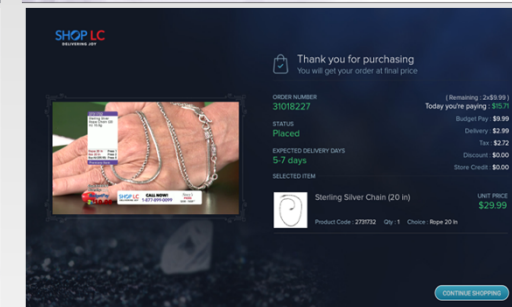 SHOP LC
DELIVERING JOY
Thank you for purchasing
You will get your order at final price
ORDER NUMBER
31018227
STATUS
Placed
EXPECTED DELIVERY DAYS
5-7 days
SELECTED ITEM
( Remaining : 2x$9.99 )
Today you're paying : $15.71
Budget Pay : $9.99
Delivery : $2.99
Tax : $2.72
Discount : $0.00
Store Credit : $0.00
SHOP LC
CALL NOW!
1-877-899-0099
Sterling Silver Chain (20 in)
Product Code : 2731732 Qty : 1 Choice : Rope 20 in
UNIT PRICE
$29.99
CONTINUE SHOPPING